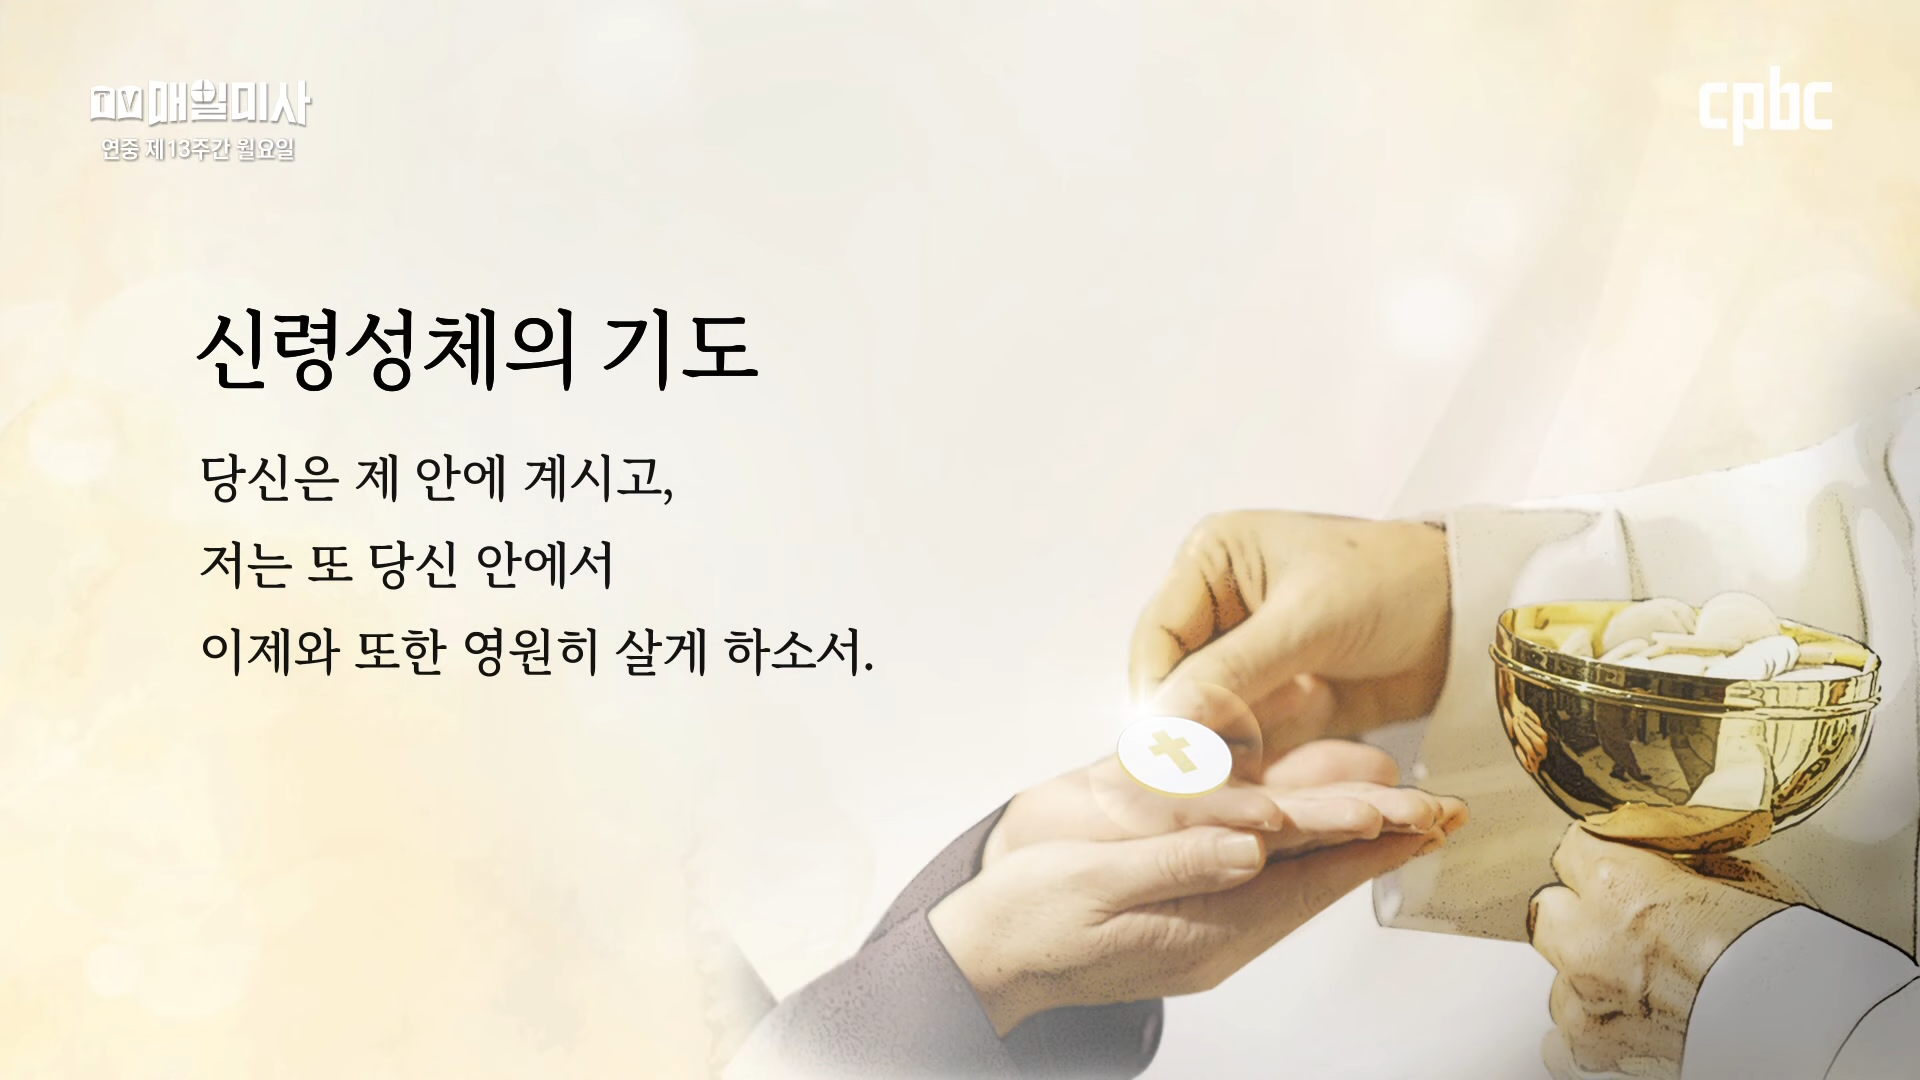 TV매일미사
연중 제13주간 월요일
cpbc
신령성체의 기도
당신은 제 안에 계시고,
저는 또 당신 안에서
이제와 또한 영원히 살게 하소서.